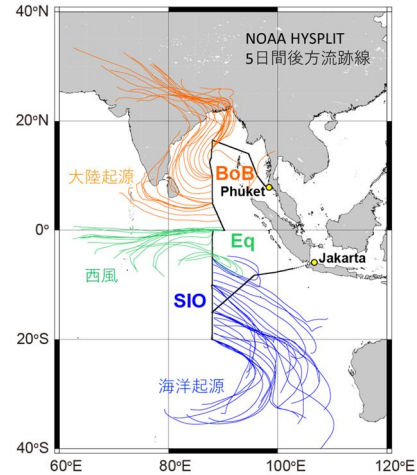 40°N
NOAA HYSPLIT
5日間後方流跡線
20°N
大陸起源
BoB
Phuket
0°
Eq
Jakarta
西風
SIO
20°S
海洋起源
40°S
60°E
80°E
100°E
120°E